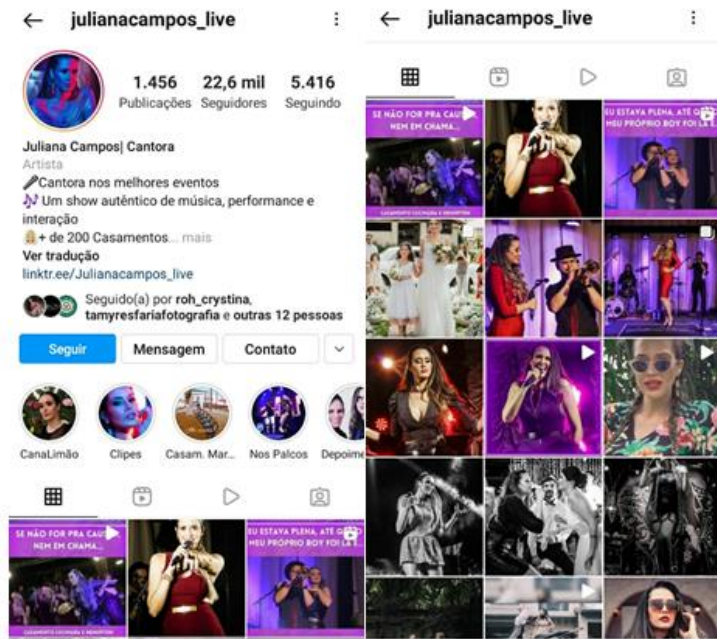 julianacampos_live
1.456 22,6 mil 5.416
Publicações Seguidores Seguindo
Juliana Campos| Cantora
Artista
🎤Cantora nos melhores eventos
🎶 Um show autêntico de música, performance e
interação
👰+ de 200 Casamentos... mais
Ver tradução
linktr.ee/Julianacampos_live
Seguido(a) por roh_crystina,
tamyresfariafotografia e outras 12 pessoas
Seguir Mensagem Contato
CanaLimão Clipes Casam. Mar... Nos Palcos Depoime
SE NÃO FOR PRA CAUS
NEM EM CHAMA...
EU ESTAVA PLENA, ATÉ
MEU PRÓPRIO BOY FOI LÁ E
julianacampos_live
SE NÃO FOR PRA CAUS
NEM EM CHAMA...
EU ESTAVA PLENA, ATÉ
MEU PRÓPRIO BOY FOI LÁ E